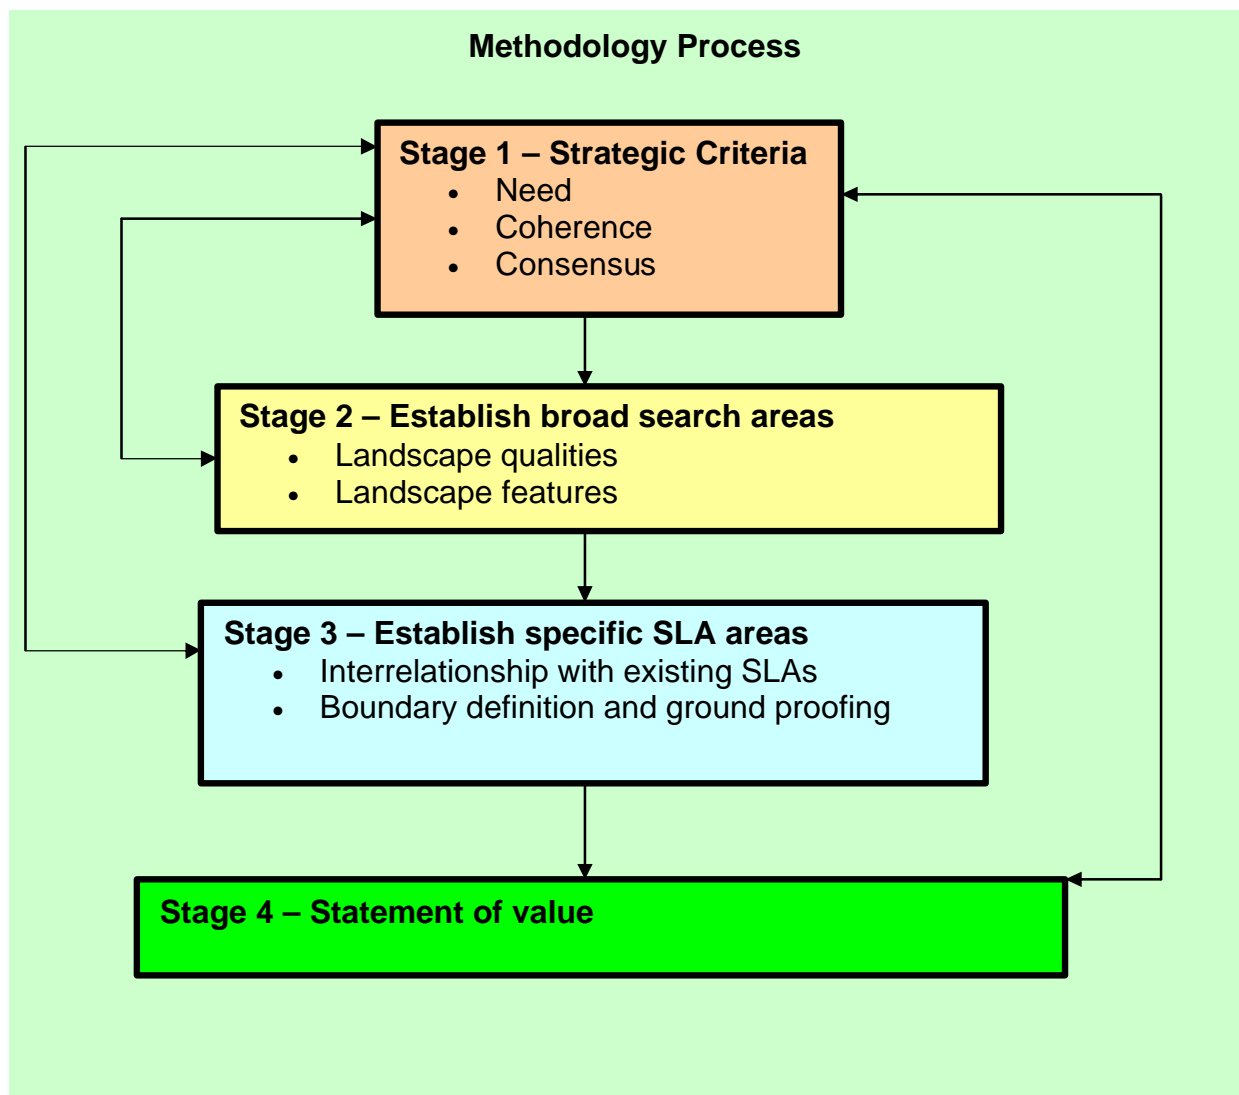 Methodology Process
Stage 1 – Strategic Criteria
• Need
• Coherence
• Consensus
Stage 2 – Establish broad search areas
• Landscape qualities
• Landscape features
Stage 3 – Establish specific SLA areas
• Interrelationship with existing SLAs
• Boundary definition and ground proofing
Stage 4 – Statement of value